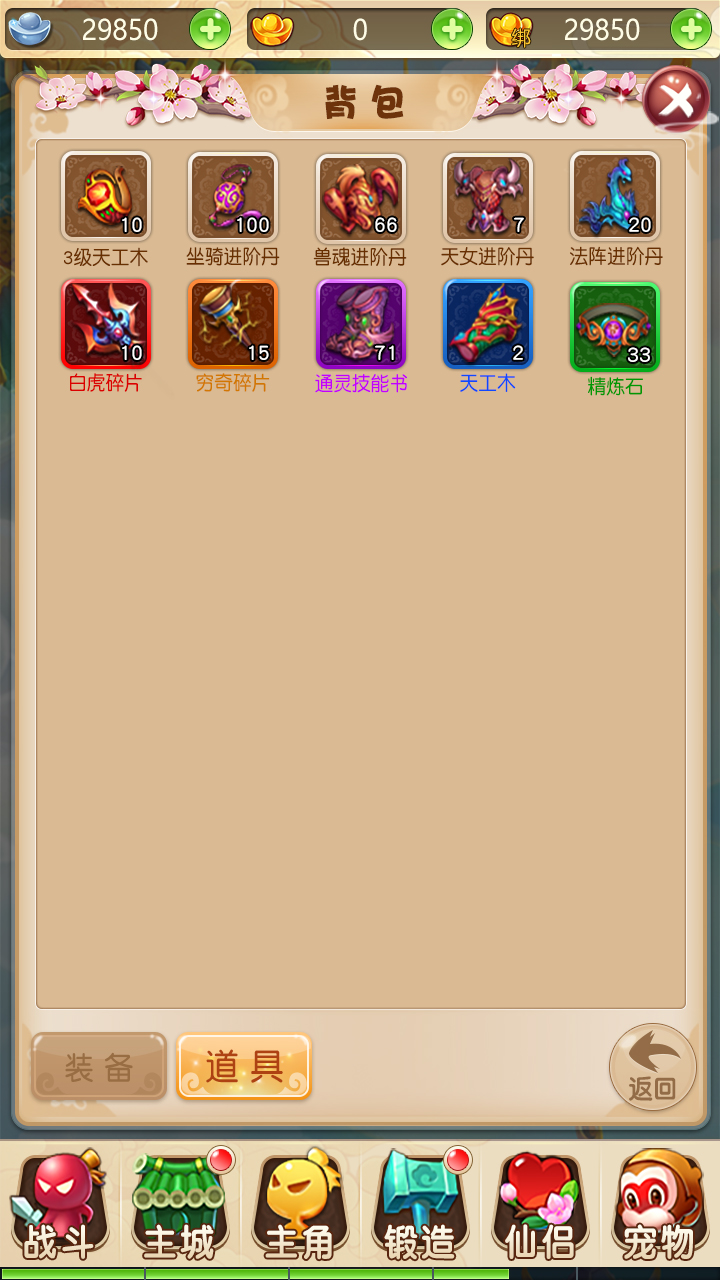 29850 0 绑 29850
背包
10 100 66 7 20
3级天工木 坐骑进阶丹 兽魂进阶丹 天女进阶丹 法阵进阶丹
10 15 71 2 33
白虎碎片 穷奇碎片 通灵技能书 天工木 精炼石
装备 道具 返回
战斗 主城 主角 锻造 仙侣 宠物